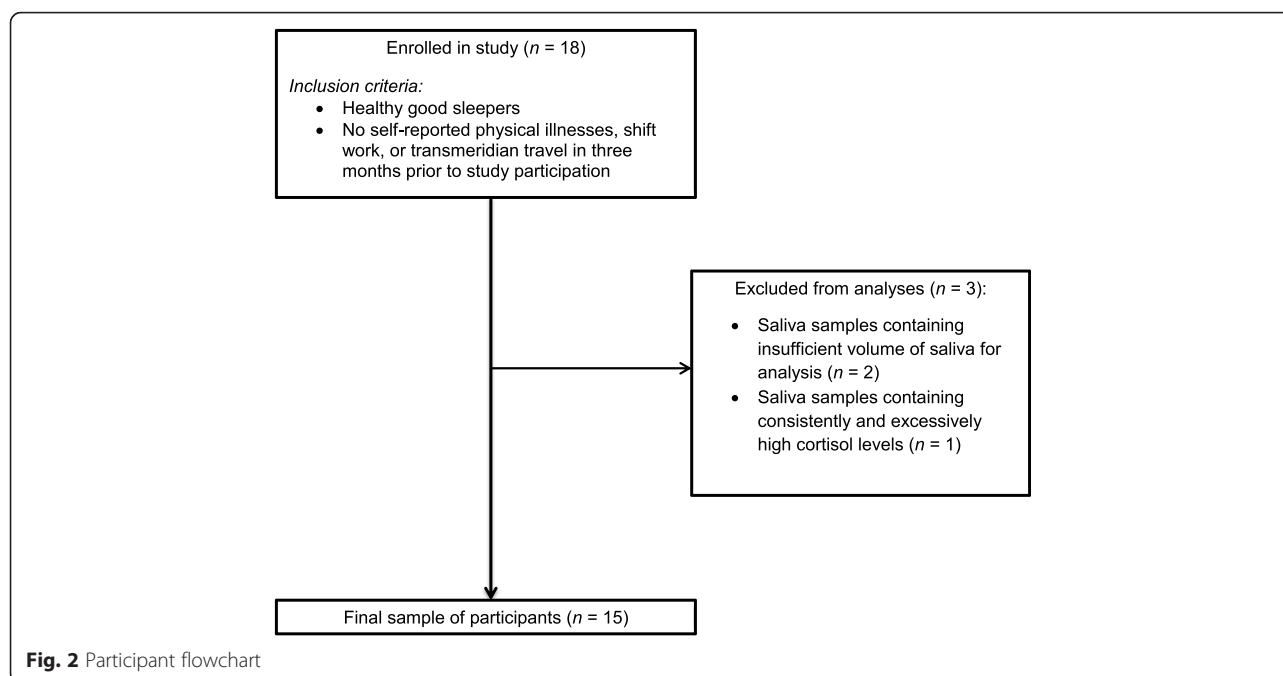 Enrolled in study (n = 18)
Inclusion criteria:
• Healthy good sleepers
• No self-reported physical illnesses, shift
work, or transmeridian travel in three
months prior to study participation
Excluded from analyses (n = 3):
• Saliva samples containing
insufficient volume of saliva for
analysis (n = 2)
• Saliva samples containing
consistently and excessively
high cortisol levels (n = 1)
Final sample of participants (n = 15)
Fig. 2 Participant flowchart